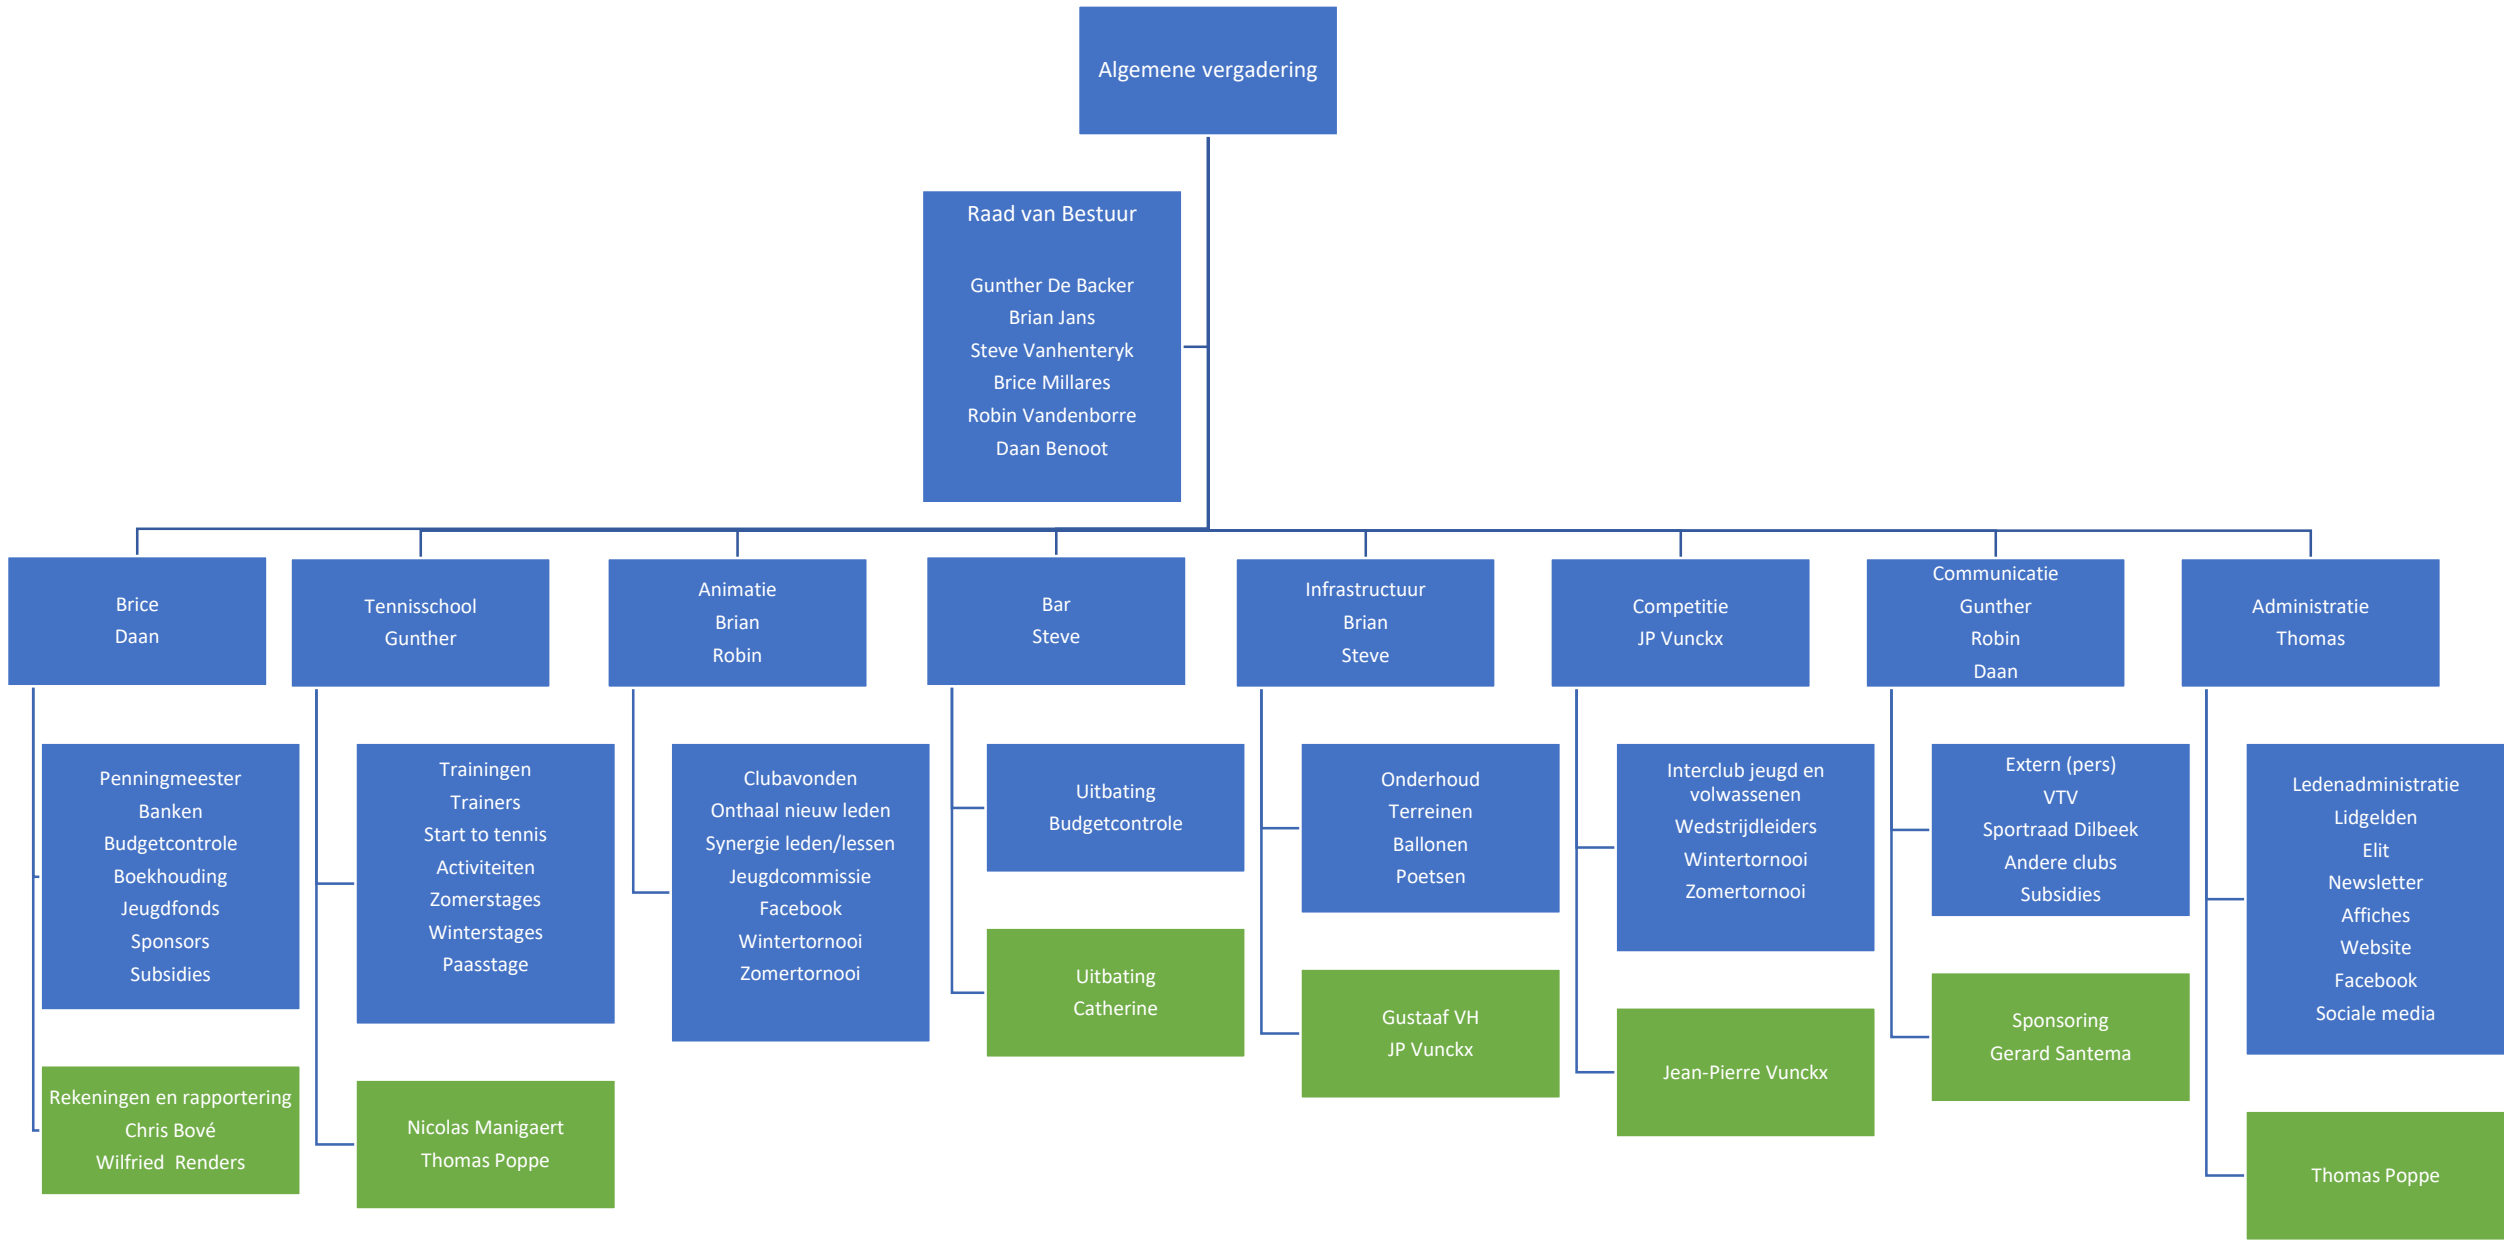 Algemene vergadering
Raad van Bestuur
Gunther De Backer
Brian Jans
Steve Vanhenteryk
Brice Millares
Robin Vandenborre
Daan Benoot
Brice
Daan
Penningmeester
Banken
Budgetcontrole
Boekhouding
Jeugdfonds
Sponsors
Subsidies
Rekeningen en rapportering
Chris Bové
Wilfried  Renders
Tennisschool
Gunther
Trainingen
Trainers
Start to tennis
Activiteiten
Zomerstages
Winterstages
Paasstage
Nicolas Manigaert
Thomas Poppe
Animatie
Brian
Robin
Clubavonden
Onthaal nieuw leden
Synergie leden/lessen
Jeugdcommissie
Facebook
Wintertornooi
Zomertornooi
Bar
Steve
Uitbating
Budgetcontrole
Uitbating
Catherine
Infrastructuur
Brian
Steve
Onderhoud
Terreinen
Ballonen
Poetsen
Gustaaf VH
JP Vunckx
Competitie
JP Vunckx
Interclub jeugd en
volwassenen
Wedstrijdleiders
Wintertornooi
Zomertornooi
Jean-Pierre Vunckx
Communicatie
Gunther
Robin
Daan
Extern (pers)
VTV
Sportraad Dilbeek
Andere clubs
Subsidies
Sponsoring
Gerard Santema
Administratie
Thomas
Ledenadministratie
Lidgelden
Elit
Newsletter
Affiches
Website
Facebook
Sociale media
Thomas Poppe